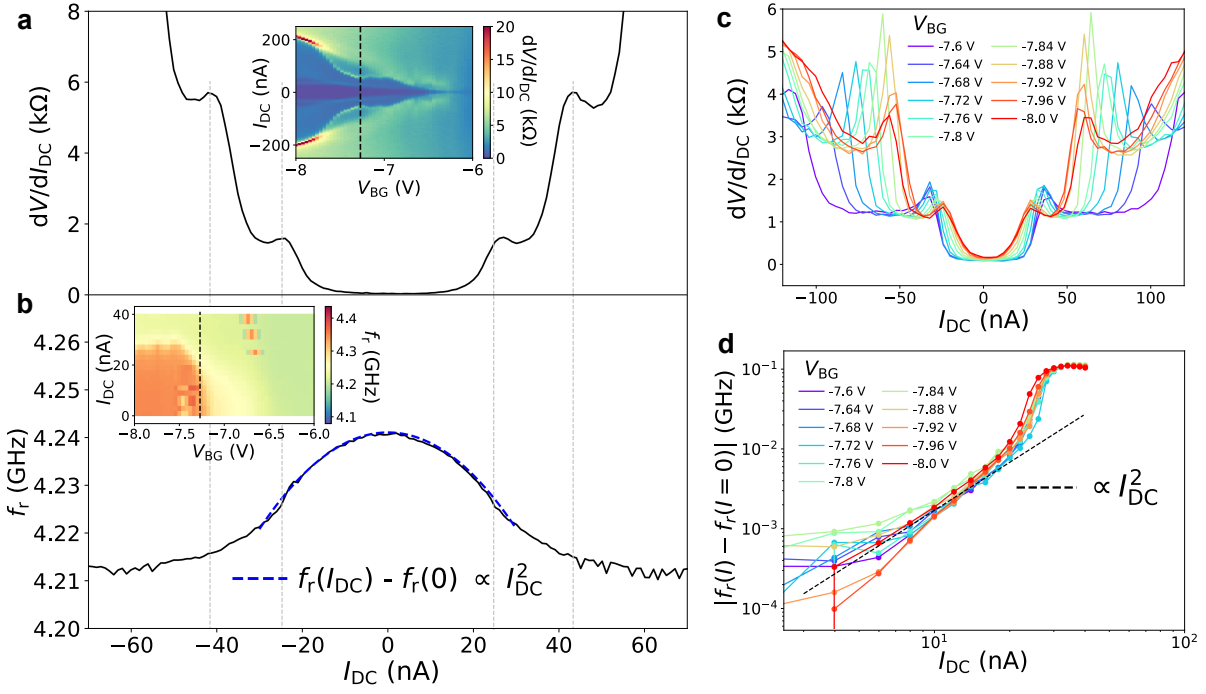 a
dV/dI_DC (kΩ)
8
6
4
2
0
I_DC (nA)
200
0
−200
−8
−7
−6
V_BG (V)
20
15
10
5
0
dV/dI_DC (kΩ)
b
f_r (GHz)
4.26
4.25
4.24
4.23
4.22
4.21
4.20
I_DC (nA)
40
20
0
−8.0
−7.5
−7.0
−6.5
−6.0
V_BG (V)
4.4
4.3
4.2
4.1
f_r (GHz)
f_r(I_DC) - f_r(0) ∝ I_DC^2
−60
−40
−20
0
20
40
60
I_DC (nA)
c
dV/dI_DC (kΩ)
6
5
4
3
2
1
0
V_BG
-7.6 V
-7.64 V
-7.68 V
-7.72 V
-7.76 V
-7.8 V
-7.84 V
-7.88 V
-7.92 V
-7.96 V
-8.0 V
−100
−50
0
50
100
I_DC (nA)
d
|f_r(I) − f_r(I = 0)| (GHz)
10^−1
10^−2
10^−3
10^−4
V_BG
-7.6 V
-7.64 V
-7.68 V
-7.72 V
-7.76 V
-7.8 V
-7.84 V
-7.88 V
-7.92 V
-7.96 V
-8.0 V
∝ I_DC^2
10^1
10^2
I_DC (nA)